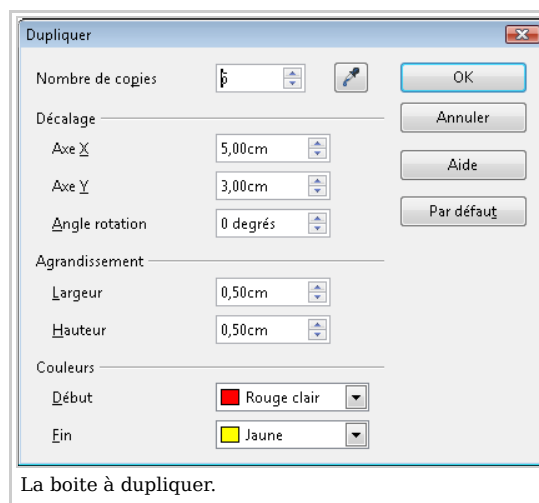 Dupliquer
Nombre de copies 6 OK
Décalage Annuler
Axe X 5,00cm Aide
Axe Y 3,00cm
Angle rotation 0 degrés Par défaut
Agrandissement
Largeur 0,50cm
Hauteur 0,50cm
Couleurs
Début Rouge clair
Fin Jaune
La boite à dupliquer.